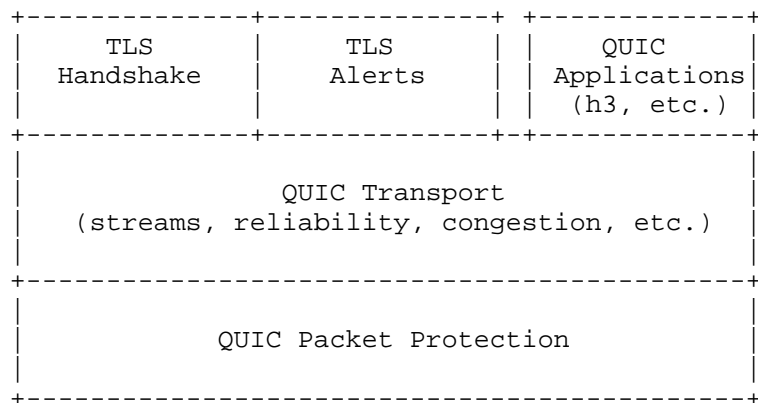 TLS TLS QUIC
Handshake Alerts Applications
(h3, etc.)
QUIC Transport
(streams, reliability, congestion, etc.)
QUIC Packet Protection